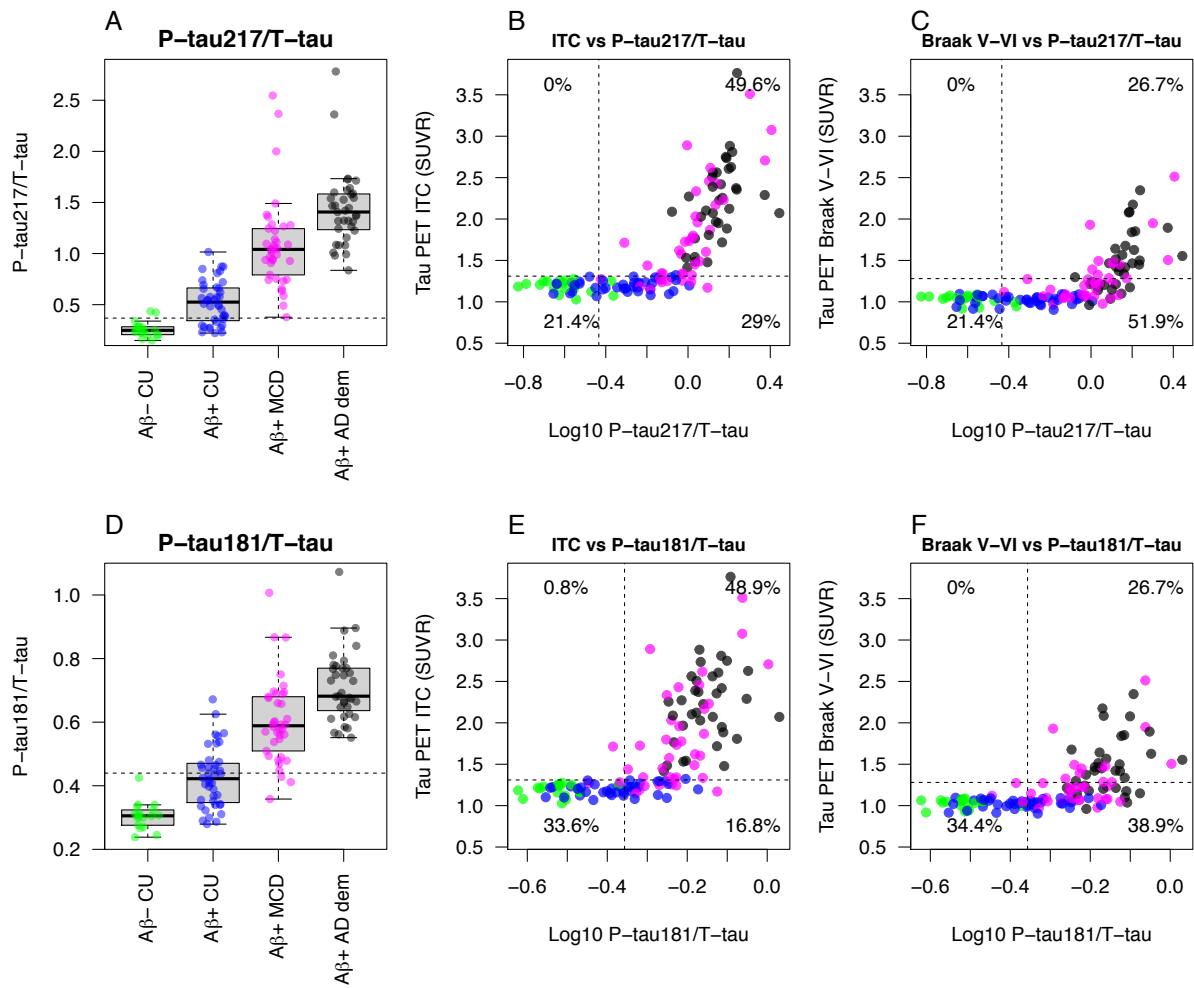 A
P−tau217/T−tau
P−tau217/T−tau
2.5
2.0
1.5
1.0
0.5
Aβ− CU
Aβ+ CU
Aβ+ MCD
Aβ+ AD dem
B
ITC vs P−tau217/T−tau
Tau PET ITC (SUVR)
3.5
3.0
2.5
2.0
1.5
1.0
0.5
0%
49.6%
21.4%
29%
−0.8
−0.4
0.0
0.4
Log10 P−tau217/T−tau
C
Braak V−VI vs P−tau217/T−tau
Tau PET Braak V−VI (SUVR)
3.5
3.0
2.5
2.0
1.5
1.0
0.5
0%
26.7%
21.4%
51.9%
−0.8
−0.4
0.0
0.4
Log10 P−tau217/T−tau
D
P−tau181/T−tau
P−tau181/T−tau
1.0
0.8
0.6
0.4
0.2
Aβ− CU
Aβ+ CU
Aβ+ MCD
Aβ+ AD dem
E
ITC vs P−tau181/T−tau
Tau PET ITC (SUVR)
3.5
3.0
2.5
2.0
1.5
1.0
0.5
0.8%
48.9%
33.6%
16.8%
−0.6
−0.4
−0.2
0.0
Log10 P−tau181/T−tau
F
Braak V−VI vs P−tau181/T−tau
Tau PET Braak V−VI (SUVR)
3.5
3.0
2.5
2.0
1.5
1.0
0.5
0%
26.7%
34.4%
38.9%
−0.6
−0.4
−0.2
0.0
Log10 P−tau181/T−tau